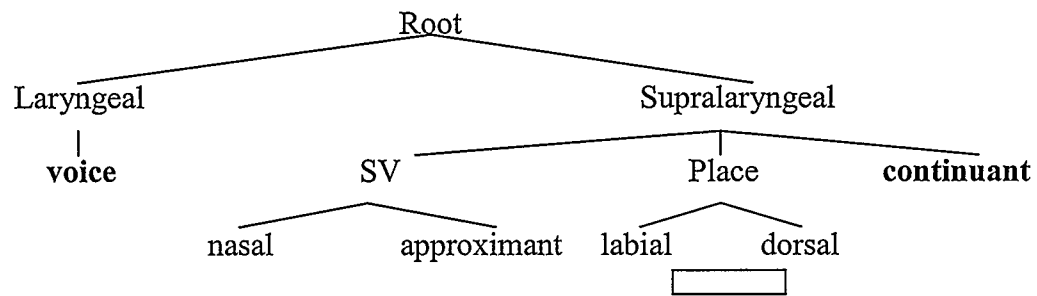 Root
Laryngeal Supralaryngeal
voice SV Place continuant
nasal approximant labial dorsal